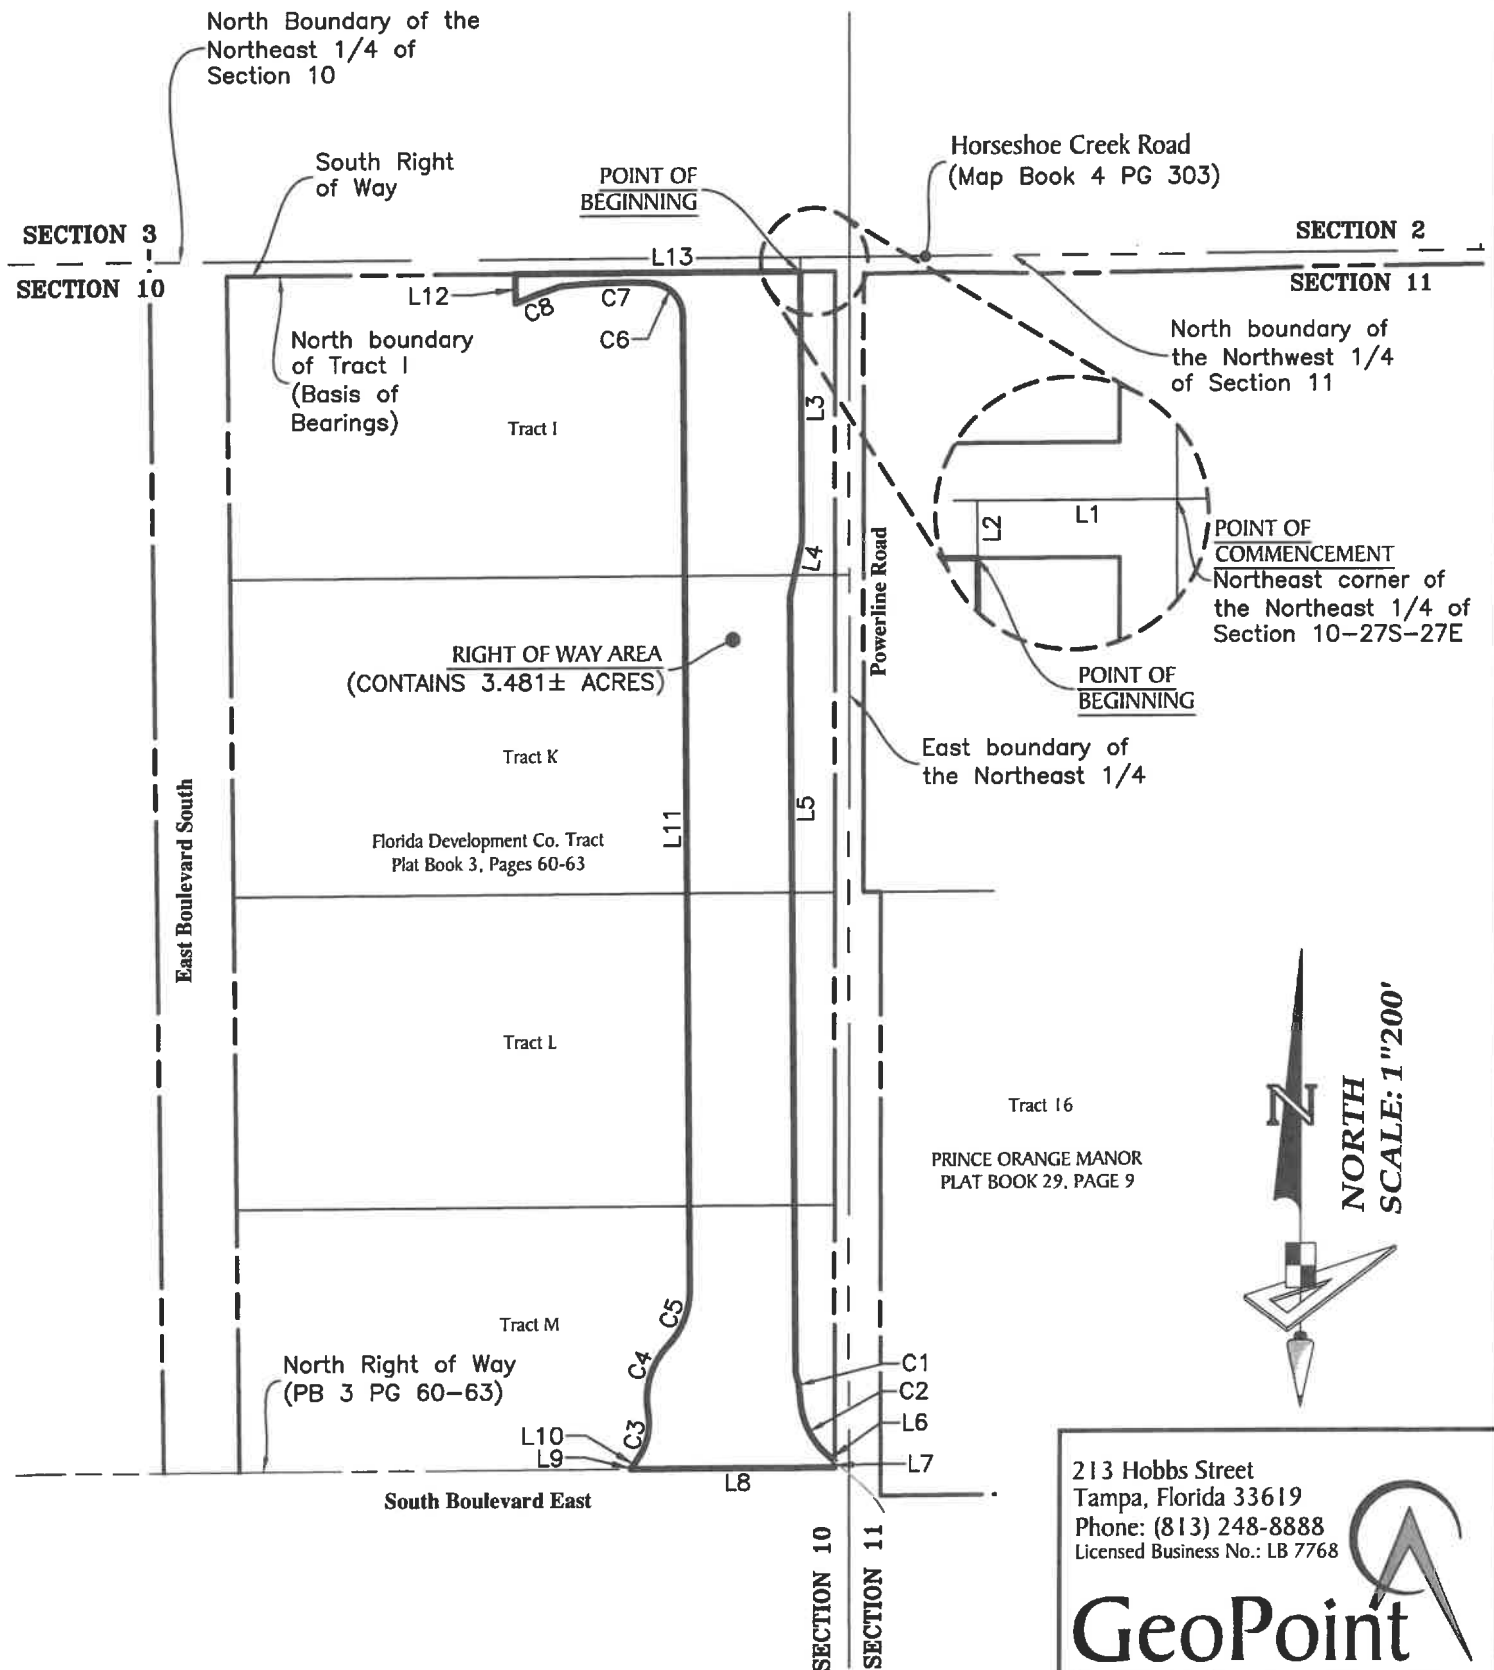 North Boundary of the
Northeast 1/4 of
Section 10
South Right
of Way
POINT OF
BEGINNING
Horseshoe Creek Road
(Map Book 4 PG 303)
SECTION 3
SECTION 10
SECTION 2
SECTION 11
L13
L12
C8
C7
C6
North boundary
of Tract I
(Basis of
Bearings)
North boundary of
the Northwest 1/4
of Section 11
Tract I
L3
L4
L2
L1
POINT OF
COMMENCEMENT
Northeast corner of
the Northeast 1/4 of
Section 10-27S-27E
POINT OF
BEGINNING
Powerline Road
RIGHT OF WAY AREA
(CONTAINS 3.481± ACRES)
East boundary of
the Northeast 1/4
Tract K
L5
L11
Florida Development Co. Tract
Plat Book 3, Pages 60-63
East Boulevard South
Tract L
Tract 16
PRINCE ORANGE MANOR
PLAT BOOK 29, PAGE 9
N
NORTH
SCALE: 1"200'
Tract M
C5
C4
C3
North Right of Way
(PB 3 PG 60-63)
C1
C2
L6
L7
L10
L9
L8
South Boulevard East
SECTION 10
SECTION 11
213 Hobbs Street
Tampa, Florida 33619
Phone: (813) 248-8888
Licensed Business No.: LB 7768
GeoPoint